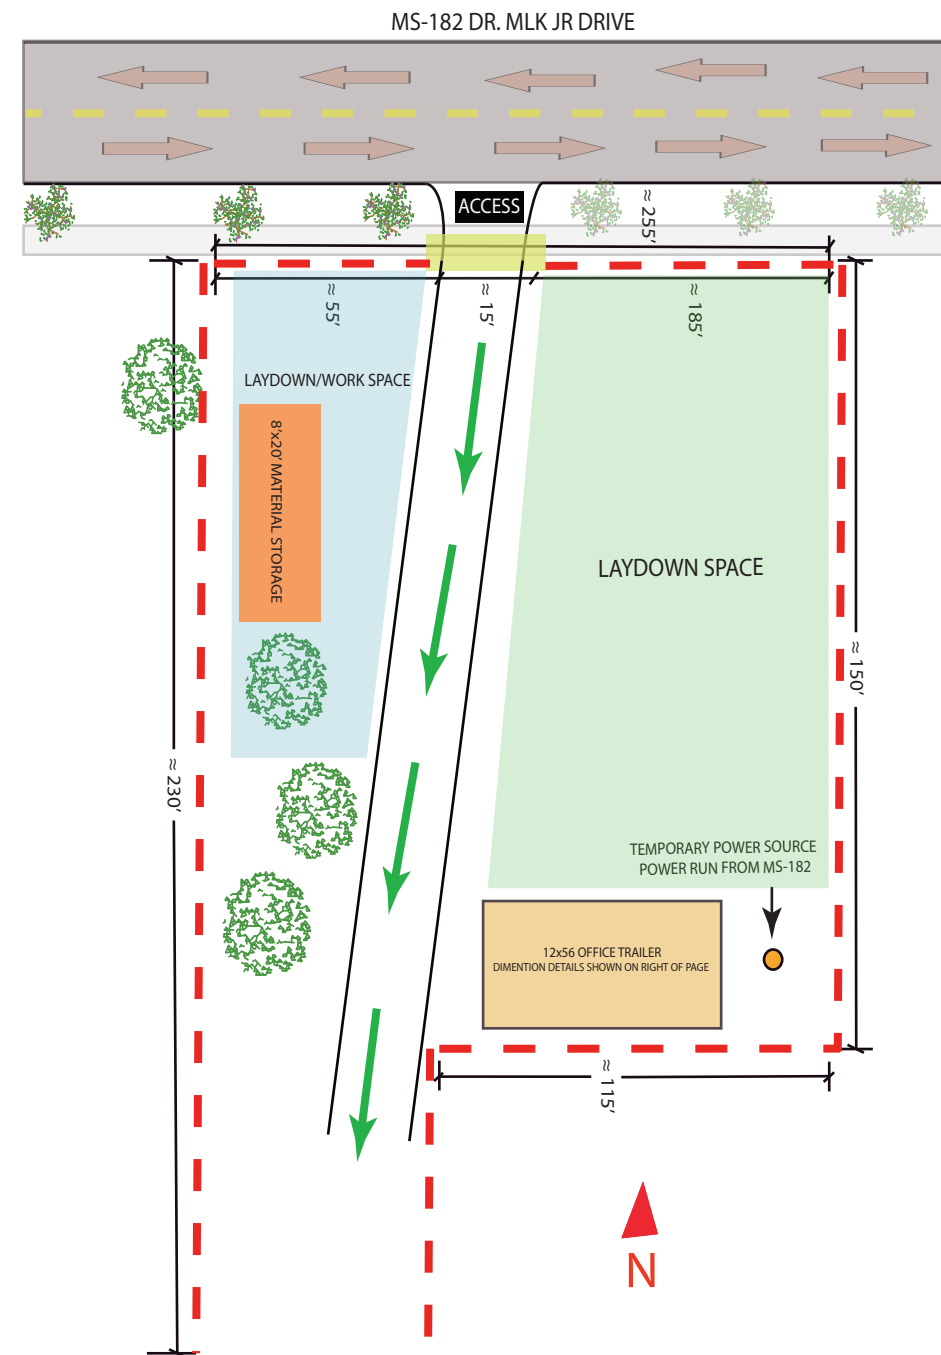 MS-182 DR. MLK JR DRIVE
ACCESS
≈ 255'
≈ 55'
≈ 15'
≈ 185'
LAYDOWN/WORK SPACE
8'x20' MATERIAL STORAGE
LAYDOWN SPACE
≈ 150'
≈ 230'
TEMPORARY POWER SOURCE
POWER RUN FROM MS-182
12x56 OFFICE TRAILER
DIMENTION DETAILS SHOWN ON RIGHT OF PAGE
≈ 115'
N